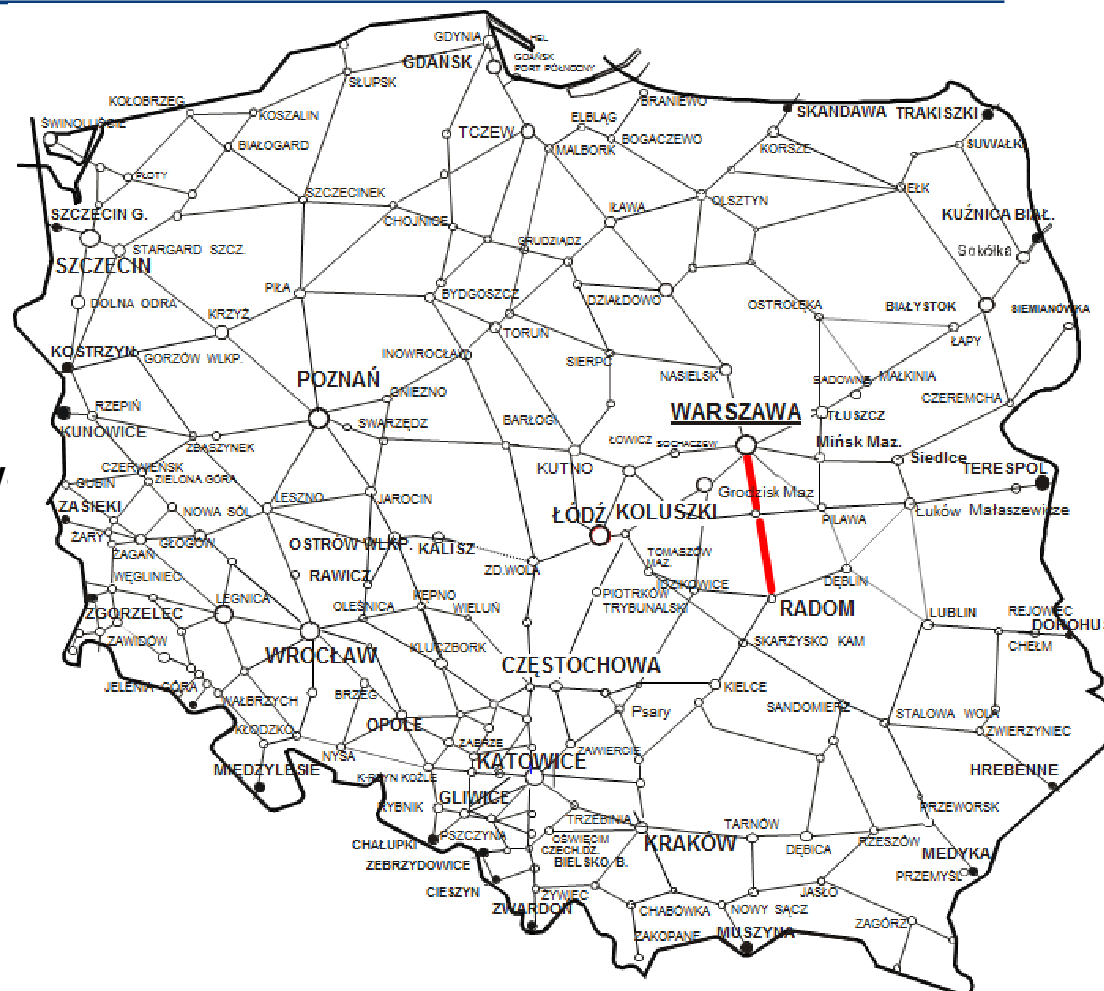 GDYNIA
HEL
GDAŃSK
GDAŃSK
PORT PÓŁNOCNY
SŁUPSK
KOŁOBRZEG
KOSZALIN
BRANIEWO
SKANDAWA
TRAKISZKI
ŚWINOUJŚCIE
ELBLĄG
TCZEW
BOGACZEWO
BIAŁOGARD
MALBORK
KORSZE
SUWAŁKI
SZCZECINEK
EŁK
OLSZTYN
IŁAWA
SZCZECIN G.
CHOJNICE
KUŹNICA BIAŁ.
STARGARD SZCZ.
GRUDZIĄDZ
Sokółka
SZCZECIN
PIŁA
BYDGOSZCZ
DZIAŁDOWO
OSTROŁĘKA
BIAŁYSTOK
SIEMIANÓWKA
DOLNA ODRA
KRZYŻ
TORUŃ
ŁAPY
KOSTRZYN
GORZÓW WLKP.
INOWROCŁAW
SIERPC
NASIELSK
SADOWNE
MAŁKINIA
POZNAŃ
GNIEZNO
CZEREMCHA
RZEPIŃ
WARSZAWA
TŁUSZCZ
KUNOWICE
SWARZĘDZ
BARŁOGI
ZBĄSZYNEK
ŁOWICZ
SOCHACZEW
Mińsk Maz.
Siedlce
CZERWIEŃSK
KUTNO
TERESPOL
GUBIN
ZIELONA GÓRA
Grodzisk Maz
ZASIEKI
NOWA SÓL
LESZNO
JAROCIN
ŁÓDŹ
KOLUSZKI
PILAWA
Łuków
Małaszewicze
ŻARY
ŻAGAŃ
GŁOGÓW
OSTRÓW WLKP.
KALISZ
TOMASZÓW
MAZ.
WĘGLINIEC
RAWICZ
ZD.WOLA
IDZIKOWICE
DĘBLIN
ZGORZELEC
LEGNICA
OLEŚNICA
KĘPNO
WIELUŃ
PIOTRKÓW
TRYBUNALSKI
RADOM
LUBLIN
REJOWIEC
DOROHUS
ZAWIDÓW
SKARŻYSKO KAM
CHEŁM
WROCŁAW
KLUCZBORK
CZĘSTOCHOWA
JELENIA GÓRA
WAŁBRZYCH
BRZEG
KIELCE
SANDOMIERZ
STALOWA WOLA
OPOLE
Psary
KŁODZKO
ZWIERZYNIEC
NYSA
ZABRZE
ZAWIERCIE
MIĘDZYLESIE
KATOWICE
HREBENNE
GLIWICE
RYBNIK
TRZEBINIA
PRZEWORSK
CHAŁUPKI
PSZCZYNA
OŚWIĘCIM
KRAKÓW
TARNÓW
DĘBICA
RZESZÓW
MEDYKA
ZEBRZYDOWICE
CZECH.DZ.
BIELSKO B.
PRZEMYŚL
CIESZYN
ŻYWIEC
JASŁO
ZWARDOŃ
CHABÓWKA
NOWY SĄCZ
ZAGÓRZ
ZAKOPANE
MUSZYNA